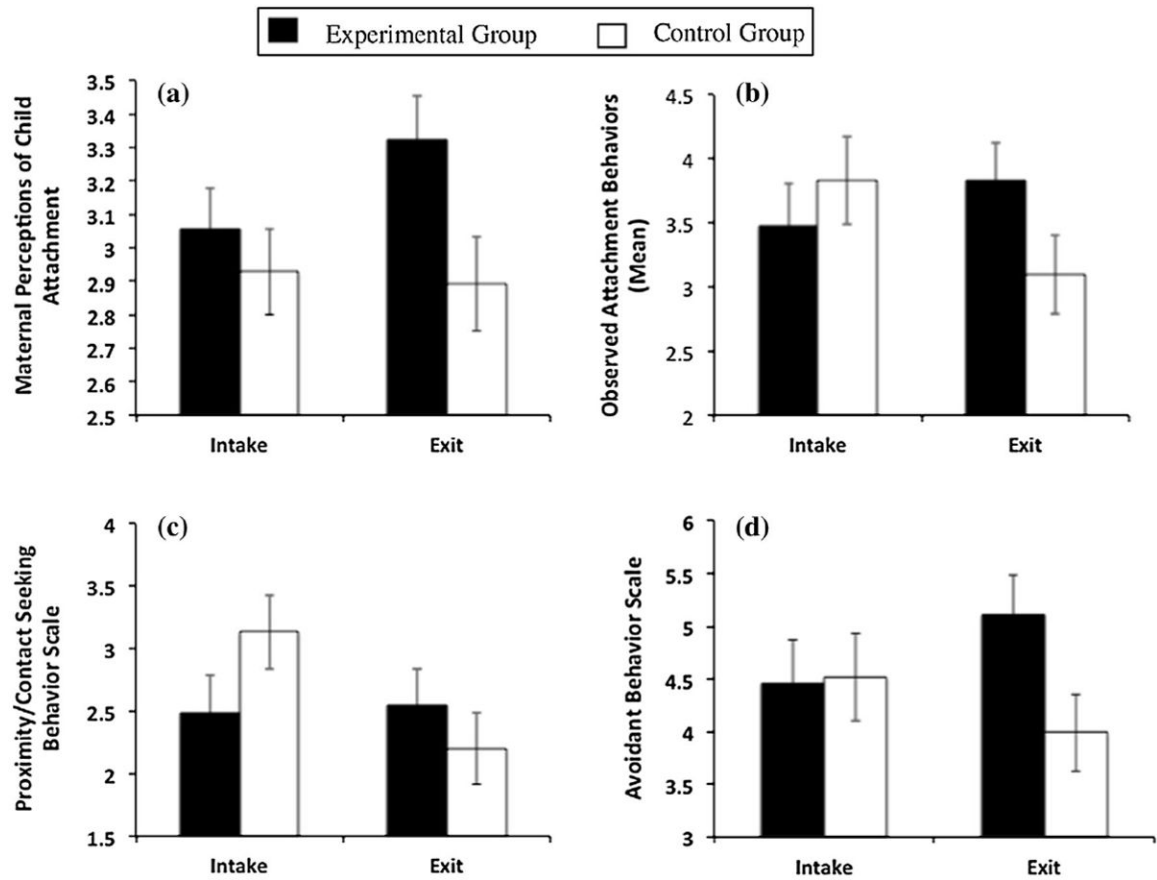 Experimental Group Control Group
(a)
Maternal Perceptions of Child
Attachment
3.5
3.4
3.3
3.2
3.1
3
2.9
2.8
2.7
2.6
2.5
Intake Exit
(b)
Observed Attachment Behaviors
(Mean)
4.5
4
3.5
3
2.5
2
Intake Exit
(c)
Proximity/Contact Seeking
Behavior Scale
4
3.5
3
2.5
2
1.5
Intake Exit
(d)
Avoidant Behavior Scale
6
5.5
5
4.5
4
3.5
3
Intake Exit